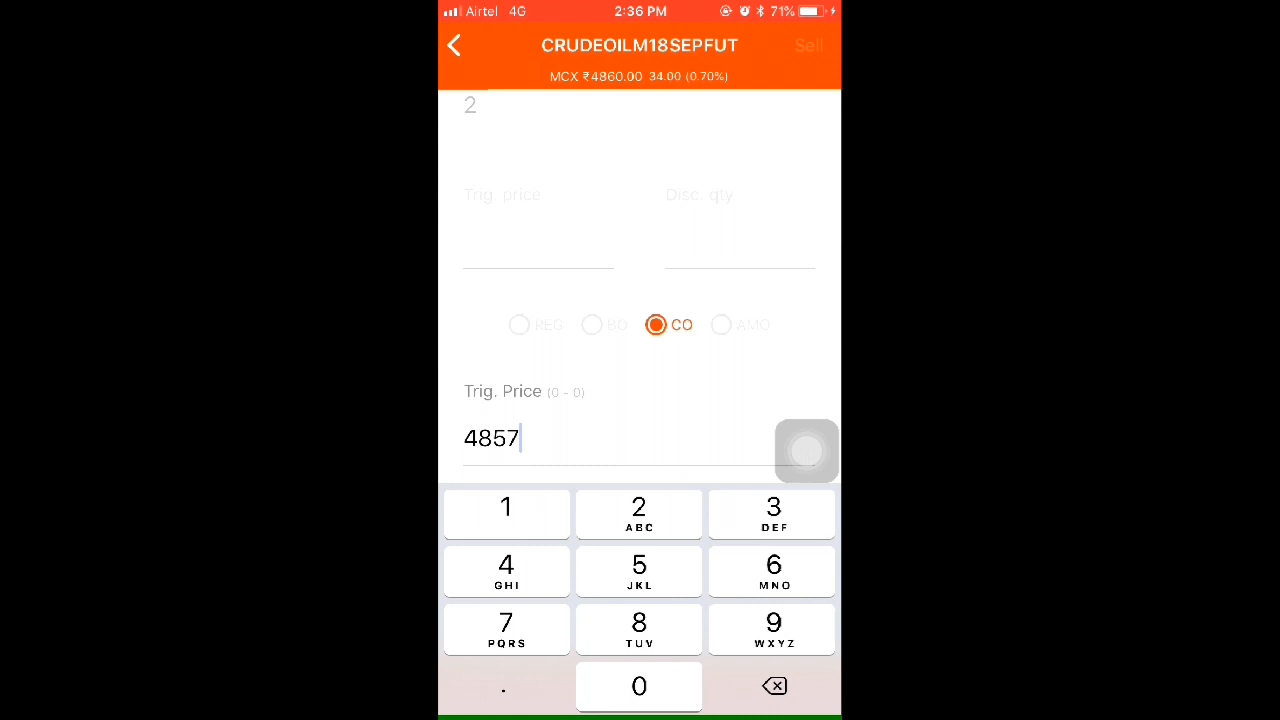 Airtel 4G 2:36 PM 71%
CRUDEOILM18SEPFUT Sell
MCX ₹4860.00 34.00 (0.70%)
2
Trig. price Disc. qty
REG BO CO AMO
Trig. Price (0 - 0)
4857
1 2 3
ABC DEF
4 5 6
GHI JKL MNO
7 8 9
PQRS TUV WXYZ
. 0